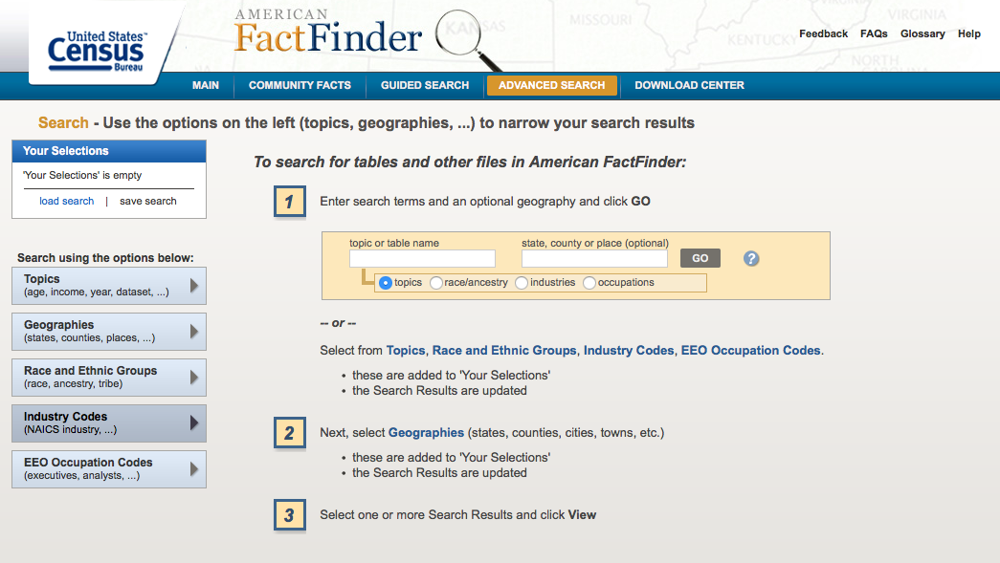 United States™
Census
Bureau
AMERICAN
FactFinder
KANSAS
MISSOURI
KENTUCKY
VIRGINIA
VIRGINIA
NORTH
CAROLINA
Feedback FAQs Glossary Help
MAIN COMMUNITY FACTS GUIDED SEARCH ADVANCED SEARCH DOWNLOAD CENTER
Search - Use the options on the left (topics, geographies, ...) to narrow your search results
Your Selections
'Your Selections' is empty
load search | save search
Search using the options below:
Topics
(age, income, year, dataset, ...)
Geographies
(states, counties, places, ...)
Race and Ethnic Groups
(race, ancestry, tribe)
Industry Codes
(NAICS industry, ...)
EEO Occupation Codes
(executives, analysts, ...)
To search for tables and other files in American FactFinder:
1 Enter search terms and an optional geography and click GO
topic or table name state, county or place (optional)
GO ?
topics race/ancestry industries occupations
-- or --
Select from Topics, Race and Ethnic Groups, Industry Codes, EEO Occupation Codes.
• these are added to 'Your Selections'
• the Search Results are updated
2 Next, select Geographies (states, counties, cities, towns, etc.)
• these are added to 'Your Selections'
• the Search Results are updated
3 Select one or more Search Results and click View